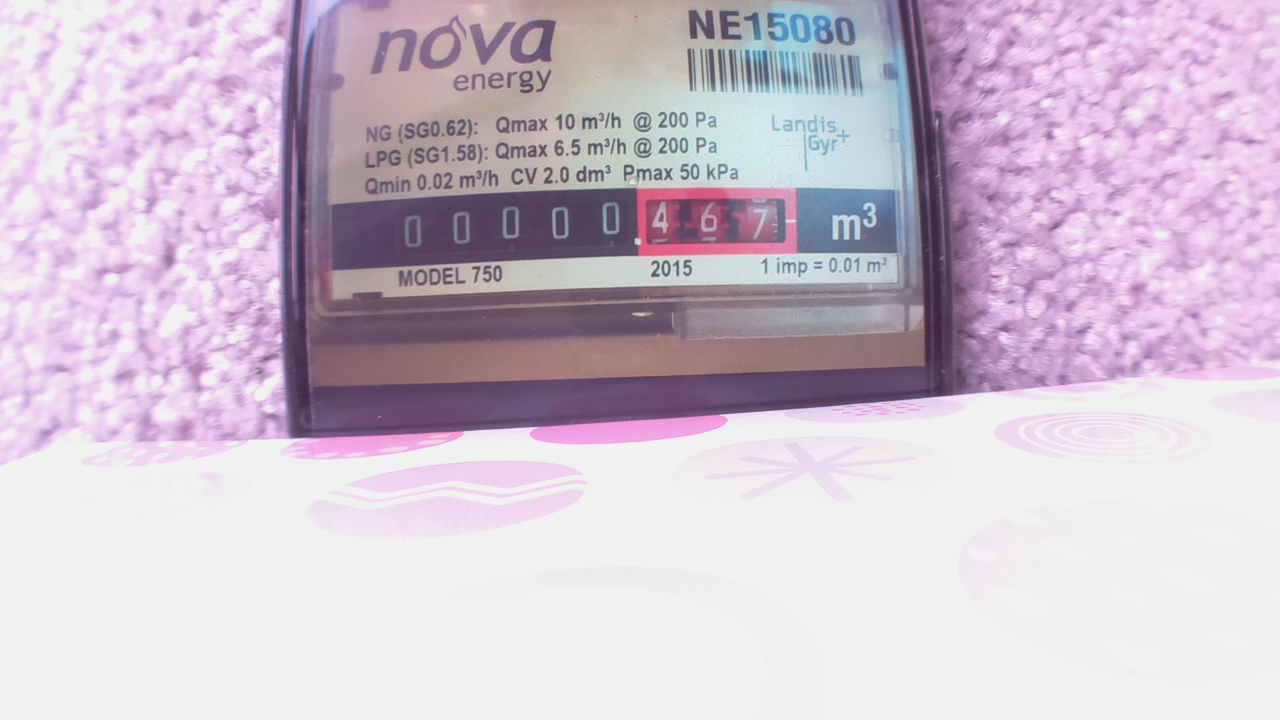 nova
energy
NE15080
NG (SG0.62): Qmax 10 m³/h @ 200 Pa
LPG (SG1.58): Qmax 6.5 m³/h @ 200 Pa
Qmin 0.02 m³/h CV 2.0 dm³ Pmax 50 kPa
Landis
Gyr+
00000.467 m³
MODEL 750 2015 1 imp = 0.01 m³